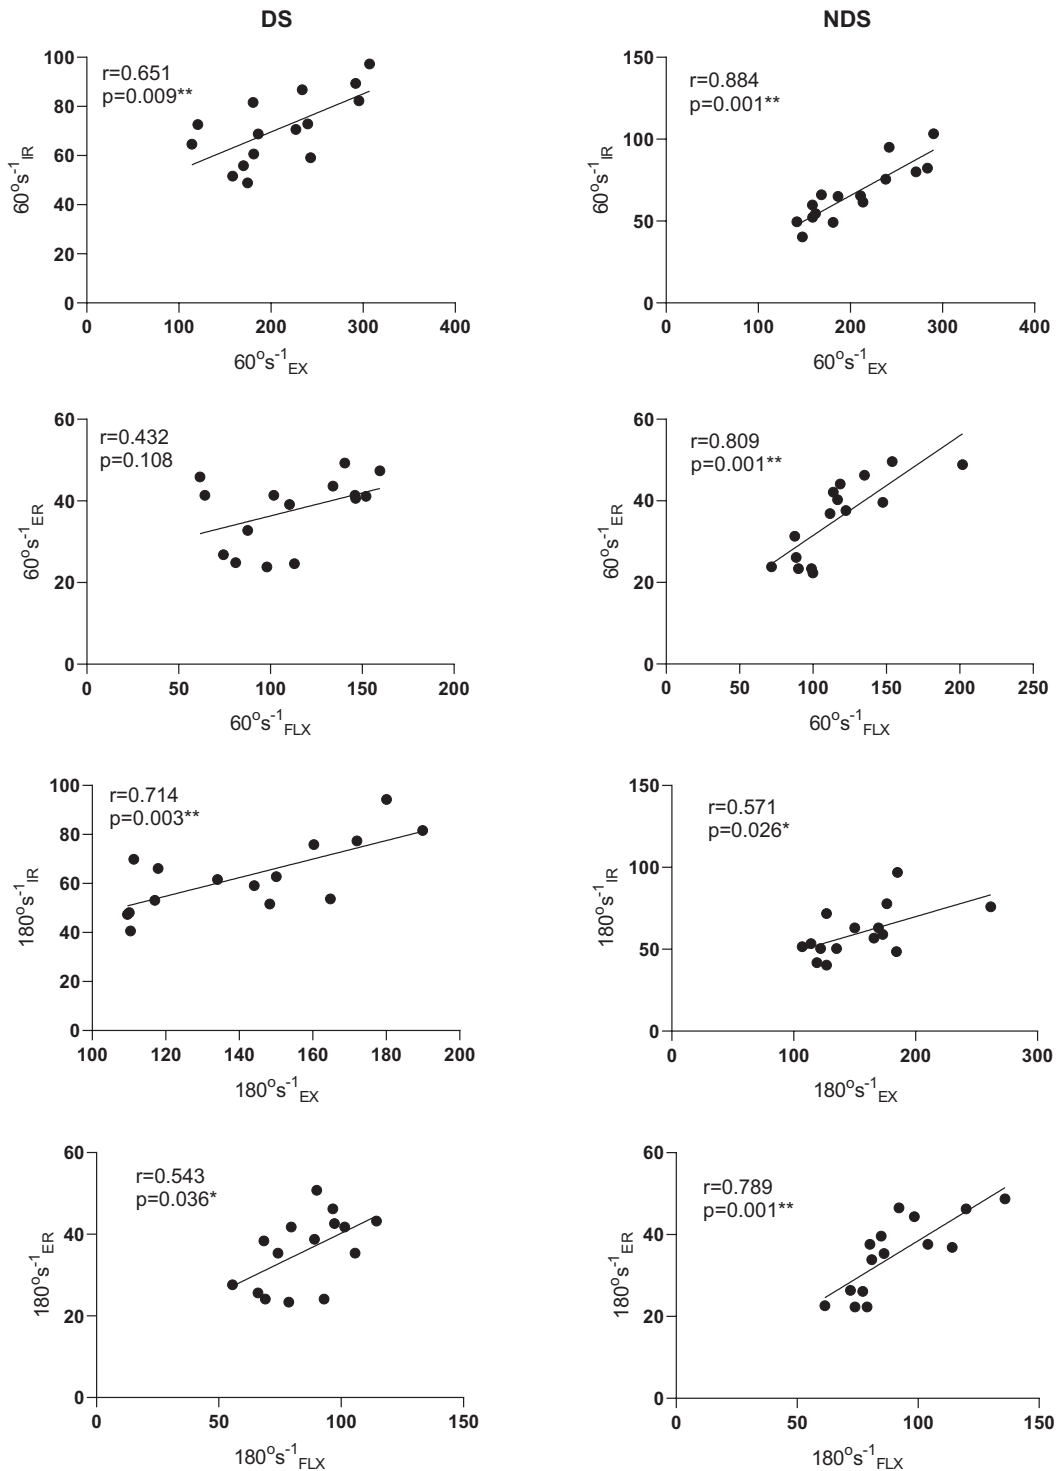 DS
NDS
r=0.651
p=0.009**
100
80
60
40
20
0
0 100 200 300 400
60°s⁻¹IR
60°s⁻¹EX
r=0.884
p=0.001**
150
100
50
0
0 100 200 300 400
60°s⁻¹IR
60°s⁻¹EX
r=0.432
p=0.108
60
40
20
0
0 50 100 150 200
60°s⁻¹ER
60°s⁻¹FLX
r=0.809
p=0.001**
60
40
20
0
0 50 100 150 200 250
60°s⁻¹ER
60°s⁻¹FLX
r=0.714
p=0.003**
100
80
60
40
20
0
100 120 140 160 180 200
180°s⁻¹IR
180°s⁻¹EX
r=0.571
p=0.026*
150
100
50
0
0 100 200 300
180°s⁻¹IR
180°s⁻¹EX
r=0.543
p=0.036*
60
40
20
0
0 50 100 150
180°s⁻¹ER
180°s⁻¹FLX
r=0.789
p=0.001**
60
40
20
0
0 50 100 150
180°s⁻¹ER
180°s⁻¹FLX